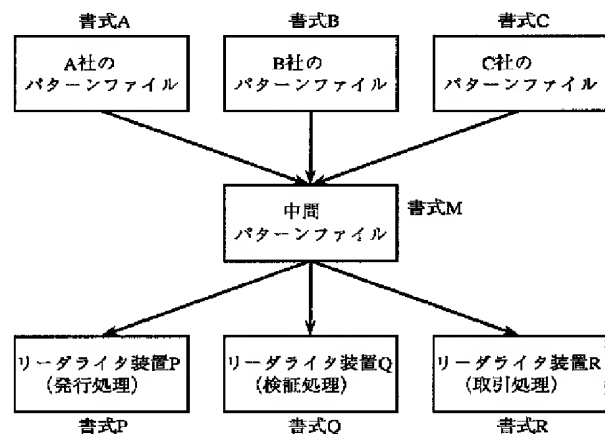 書式A
書式B
書式C
A社の
パターンファイル
B社の
パターンファイル
C社の
パターンファイル
中間
パターンファイル
書式M
リーダライタ装置P
(発行処理)
リーダライタ装置Q
(検証処理)
リーダライタ装置R
(取引処理)
書式P
書式Q
書式R